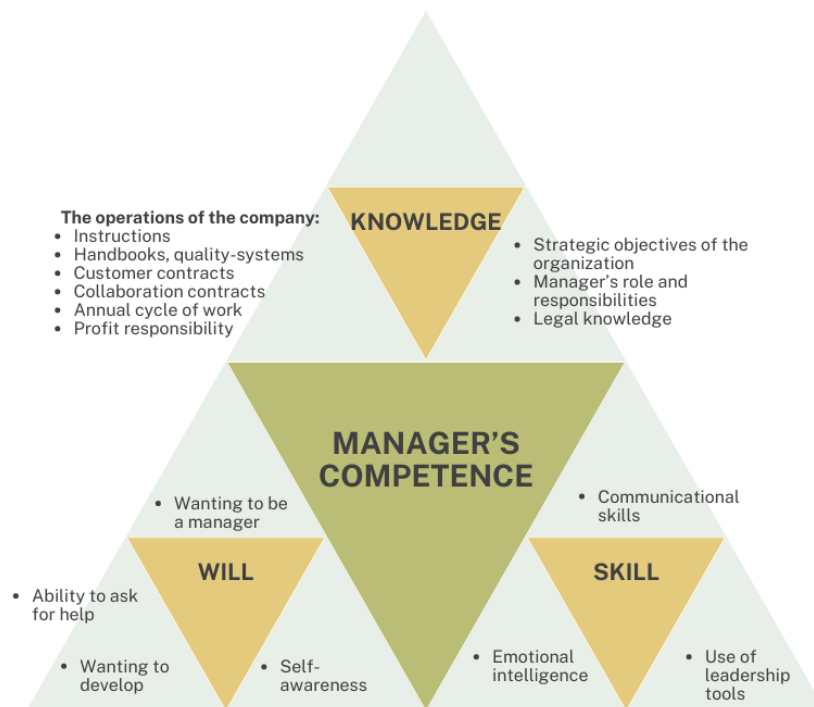 KNOWLEDGE
The operations of the company:
• Instructions
• Handbooks, quality-systems
• Customer contracts
• Collaboration contracts
• Annual cycle of work
• Profit responsibility
• Strategic objectives of the
organization
• Manager’s role and
responsibilities
• Legal knowledge
MANAGER’S
COMPETENCE
• Wanting to be
a manager
WILL
• Ability to ask
for help
• Wanting to
develop
• Self-
awareness
• Communicational
skills
SKILL
• Emotional
intelligence
• Use of
leadership
tools